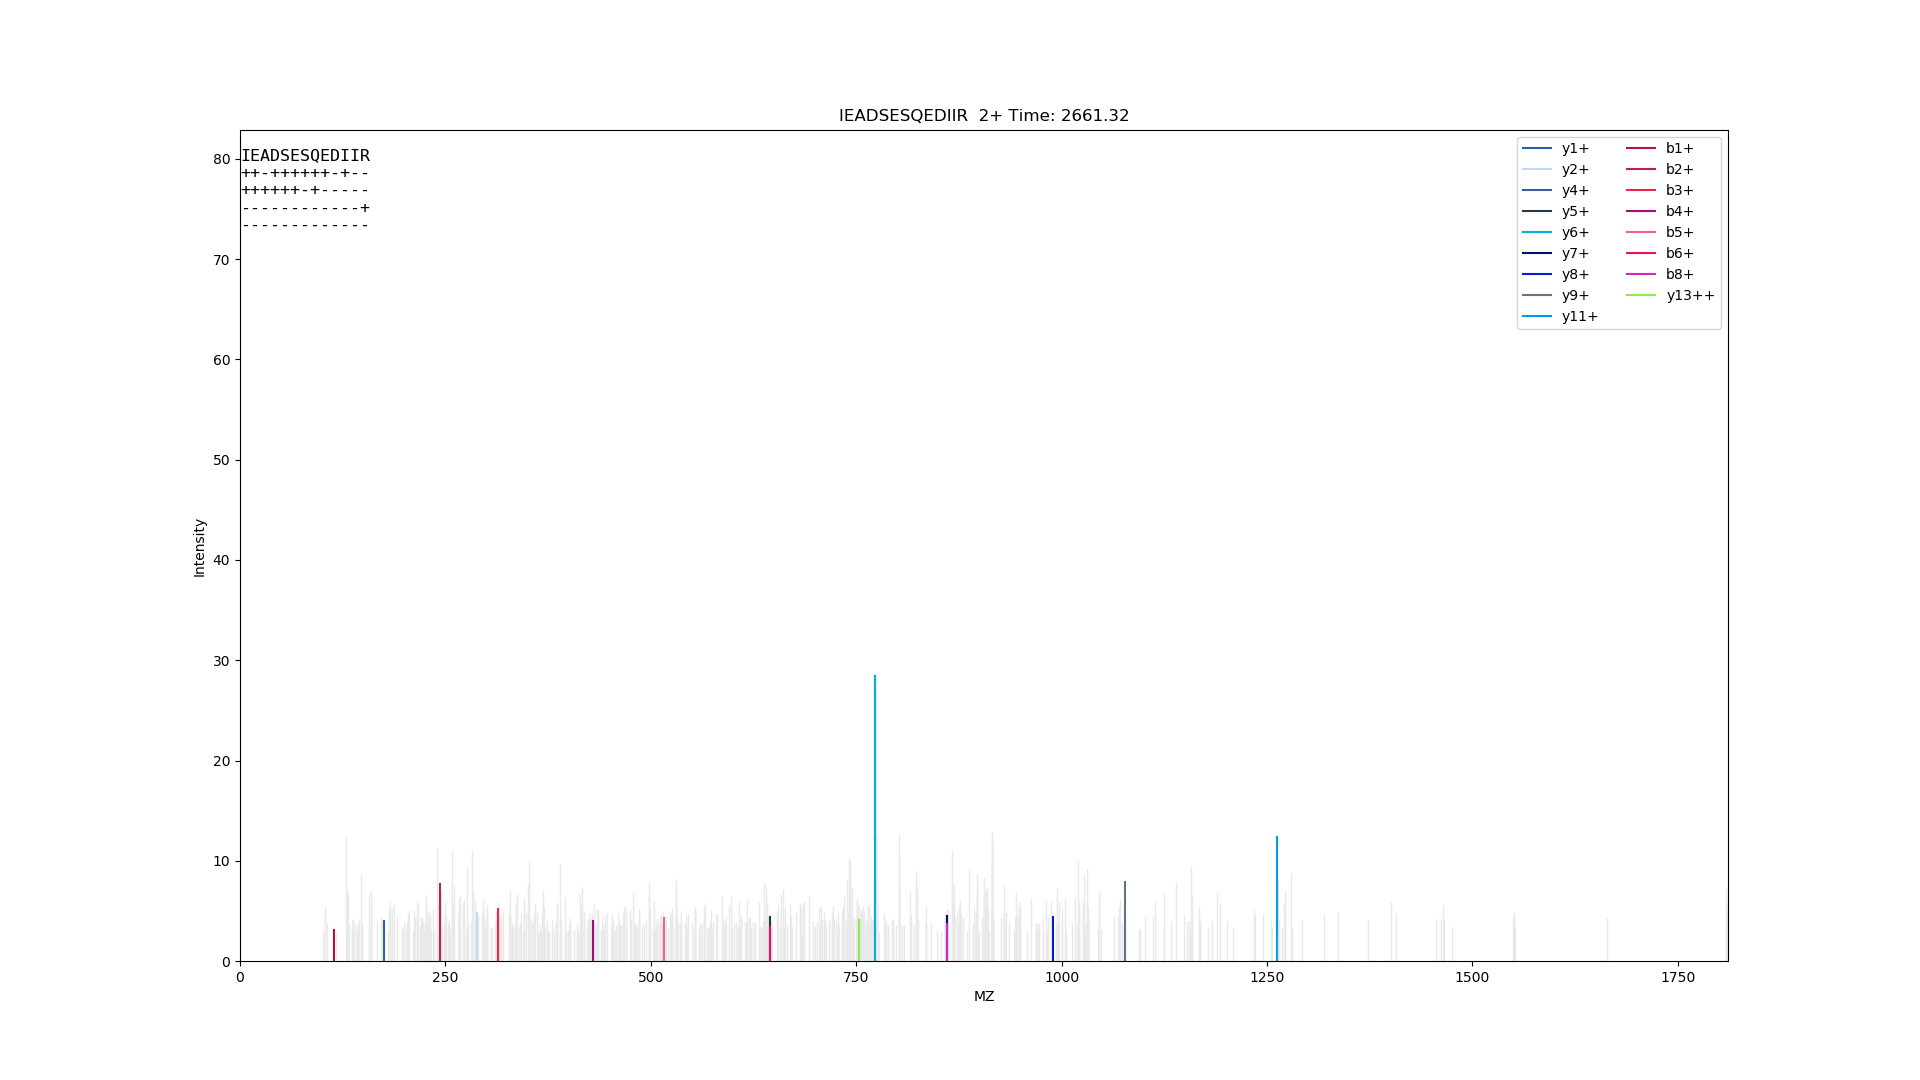 IEADSESQEDIIR  2+ Time: 2661.32
IEADSESQEDIIR
++-++++++-+--
++++++-+-----
------------+
-------------
y1+
y2+
y4+
y5+
y6+
y7+
y8+
y9+
y11+
b1+
b2+
b3+
b4+
b5+
b6+
b8+
y13++
80
70
60
50
40
30
20
10
0
Intensity
0 250 500 750 1000 1250 1500 1750
MZ